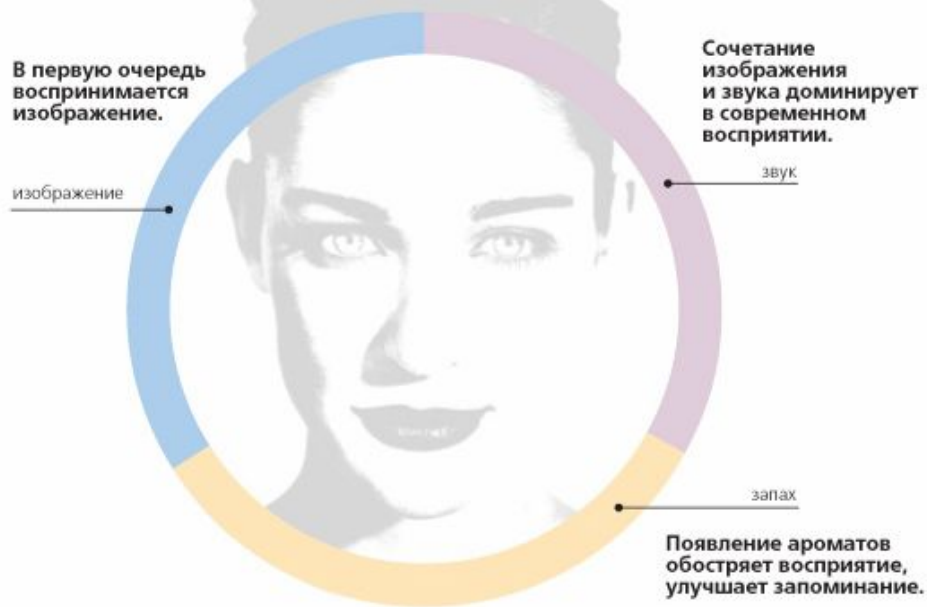 В первую очередь
воспринимается
изображение.
изображение
Сочетание
изображения
и звука доминирует
в современном
восприятии.
звук
запах
Появление ароматов
обостряет восприятие,
улучшает запоминание.